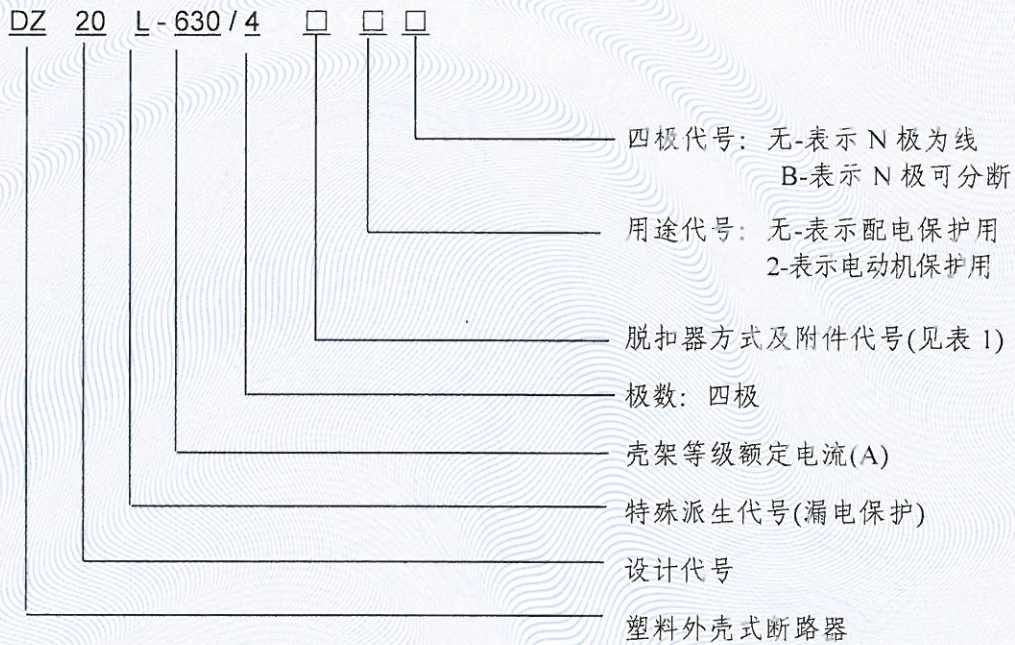 DZ 20 L-630/4 □ □ □
四极代号：无-表示 N 极为线
B-表示 N 极可分断
用途代号：无-表示配电保护用
2-表示电动机保护用
脱扣器方式及附件代号(见表 1)
极数：四极
壳架等级额定电流(A)
特殊派生代号(漏电保护)
设计代号
塑料外壳式断路器